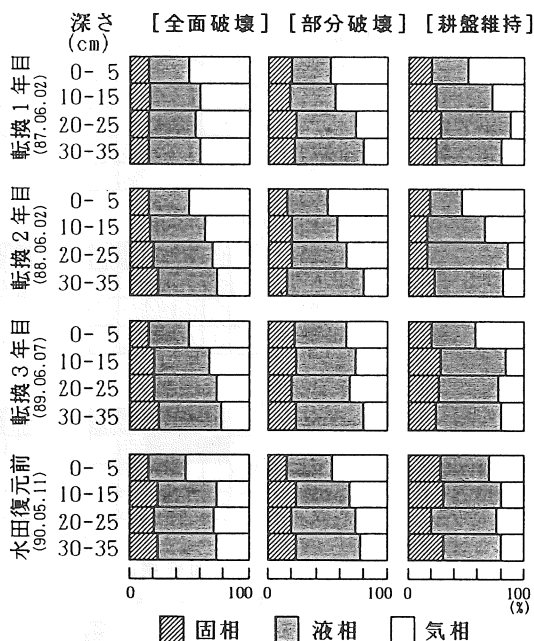 深さ
(cm)
[全面破壊] [部分破壊] [耕盤維持]
転換1年目
(87.06.02)
0- 5
10-15
20-25
30-35
転換2年目
(88.06.02)
0- 5
10-15
20-25
30-35
転換3年目
(89.06.07)
0- 5
10-15
20-25
30-35
水田復元前
(90.05.11)
0- 5
10-15
20-25
30-35
0 100 0 100 0 100
(%)
固相 液相 気相